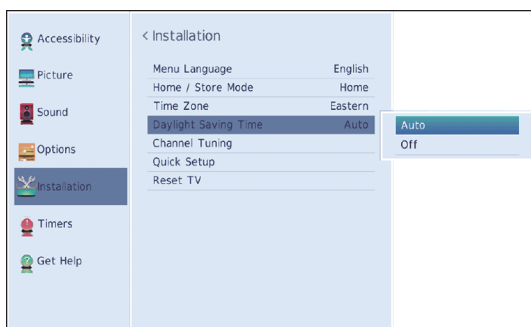 Accessibility
Picture
Sound
Options
Installation
Timers
Get Help
< Installation
Menu Language English
Home / Store Mode Home
Time Zone Eastern
Daylight Saving Time Auto
Channel Tuning
Quick Setup
Reset TV
Auto
Off